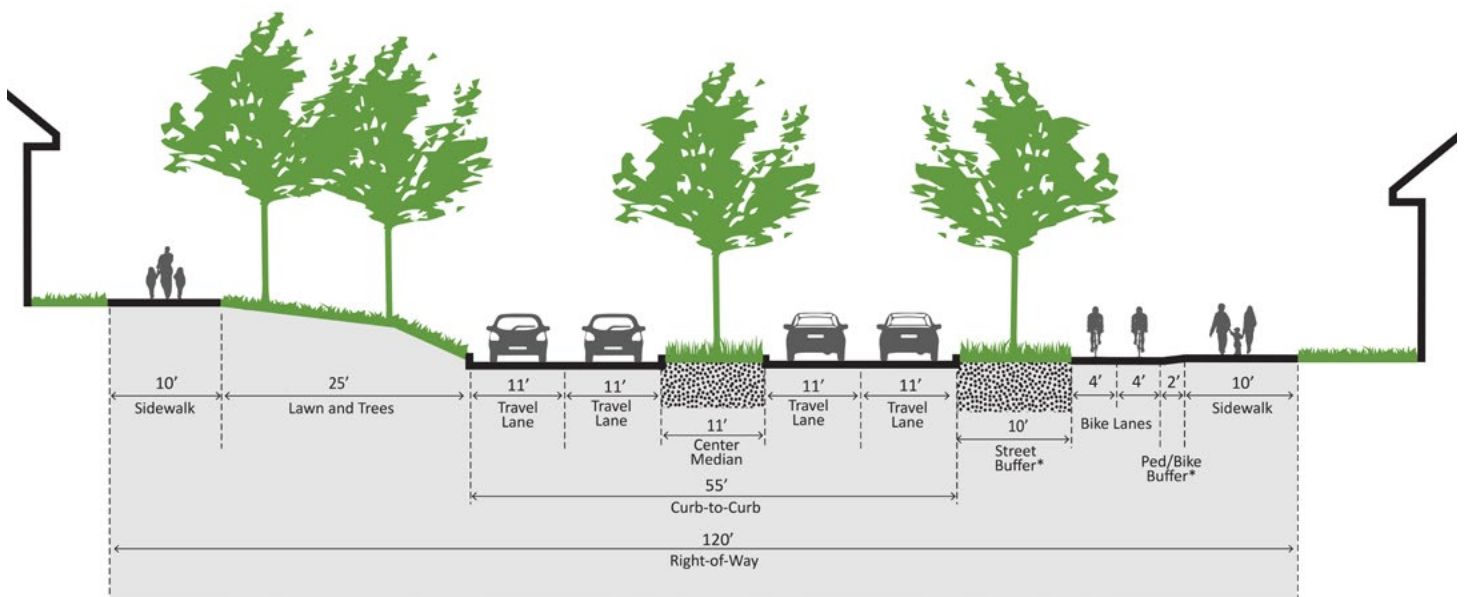 10’
Sidewalk
25’
Lawn and Trees
11’
Travel
Lane
11’
Travel
Lane
11’
Center
Median
11’
Travel
Lane
11’
Travel
Lane
10’
Street
Buffer*
4’
4’
Bike Lanes
2’
Ped/Bike
Buffer*
10’
Sidewalk
55’
Curb-to-Curb
120’
Right-of-Way